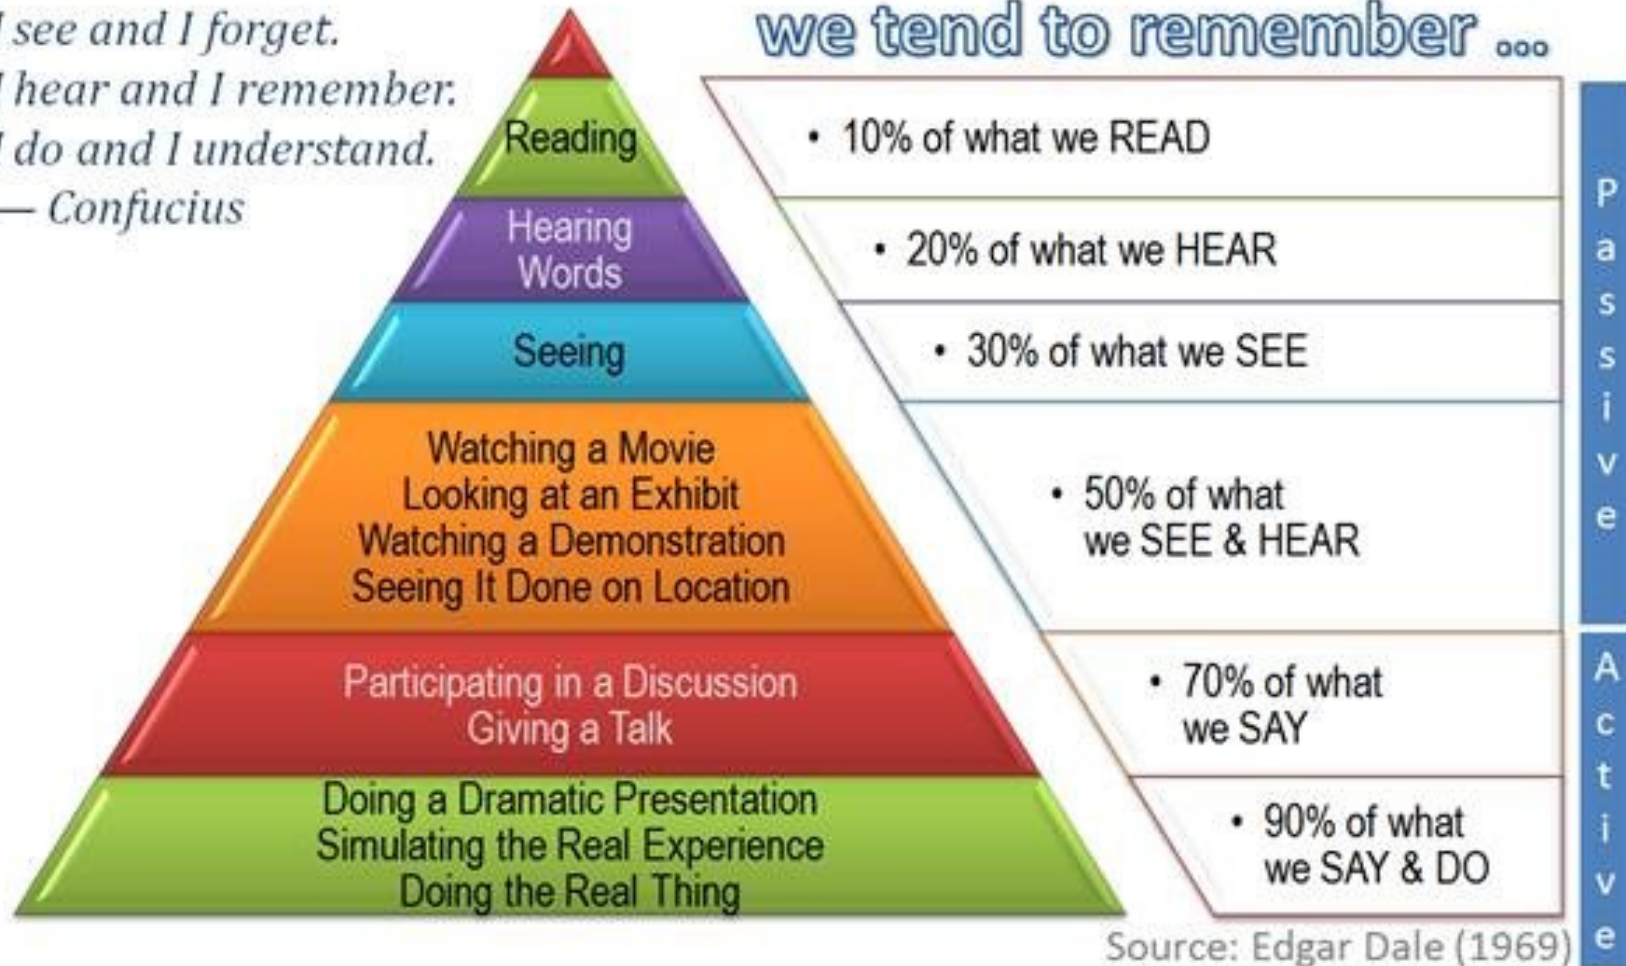 I see and I forget.
I hear and I remember.
I do and I understand.
— Confucius
we tend to remember ...
Reading
• 10% of what we READ
Hearing
Words
• 20% of what we HEAR
Seeing
• 30% of what we SEE
Watching a Movie
Looking at an Exhibit
Watching a Demonstration
Seeing It Done on Location
• 50% of what
we SEE & HEAR
Participating in a Discussion
Giving a Talk
• 70% of what
we SAY
Doing a Dramatic Presentation
Simulating the Real Experience
Doing the Real Thing
• 90% of what
we SAY & DO
Passive
Active
Source: Edgar Dale (1969)